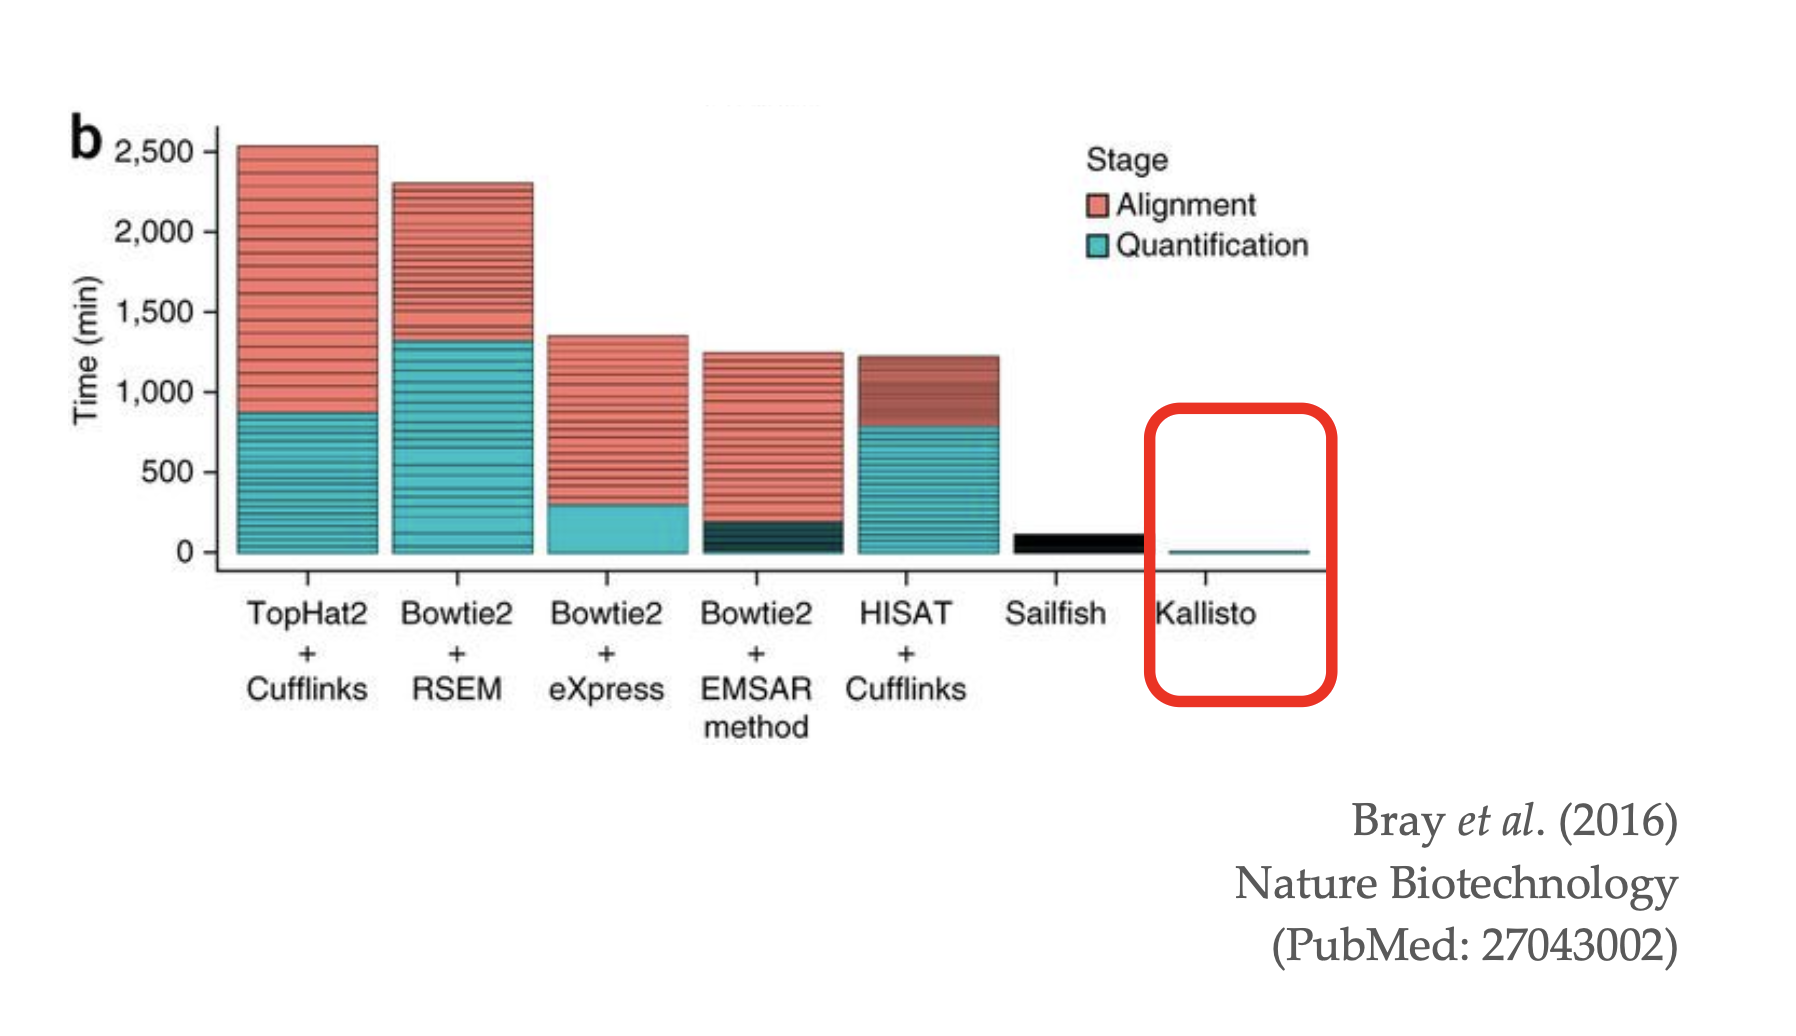 b
2,500
2,000
1,500
1,000
500
0
Time (min)
Stage
Alignment
Quantification
TopHat2
+
Cufflinks
Bowtie2
+
RSEM
Bowtie2
+
eXpress
Bowtie2
+
EMSAR
method
HISAT
+
Cufflinks
Sailfish
Kallisto
Bray et al. (2016)
Nature Biotechnology
(PubMed: 27043002)